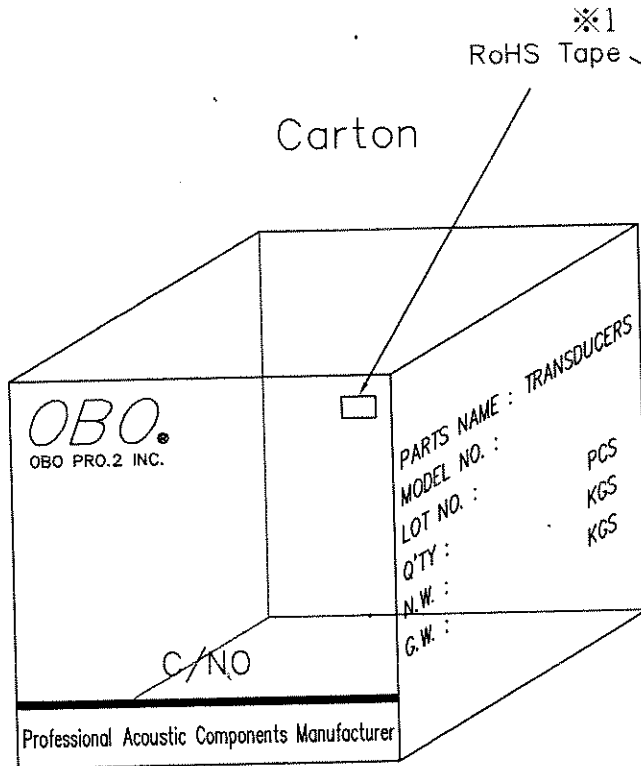 ※1
RoHS Tape
Carton
OBO®
OBO PRO.2 INC.
PARTS NAME : TRANSDUCERS
MODEL NO. :
LOT NO. :
Q'TY : PCS
N.W. : KGS
G.W. : KGS
C/NO
Professional Acoustic Components Manufacturer